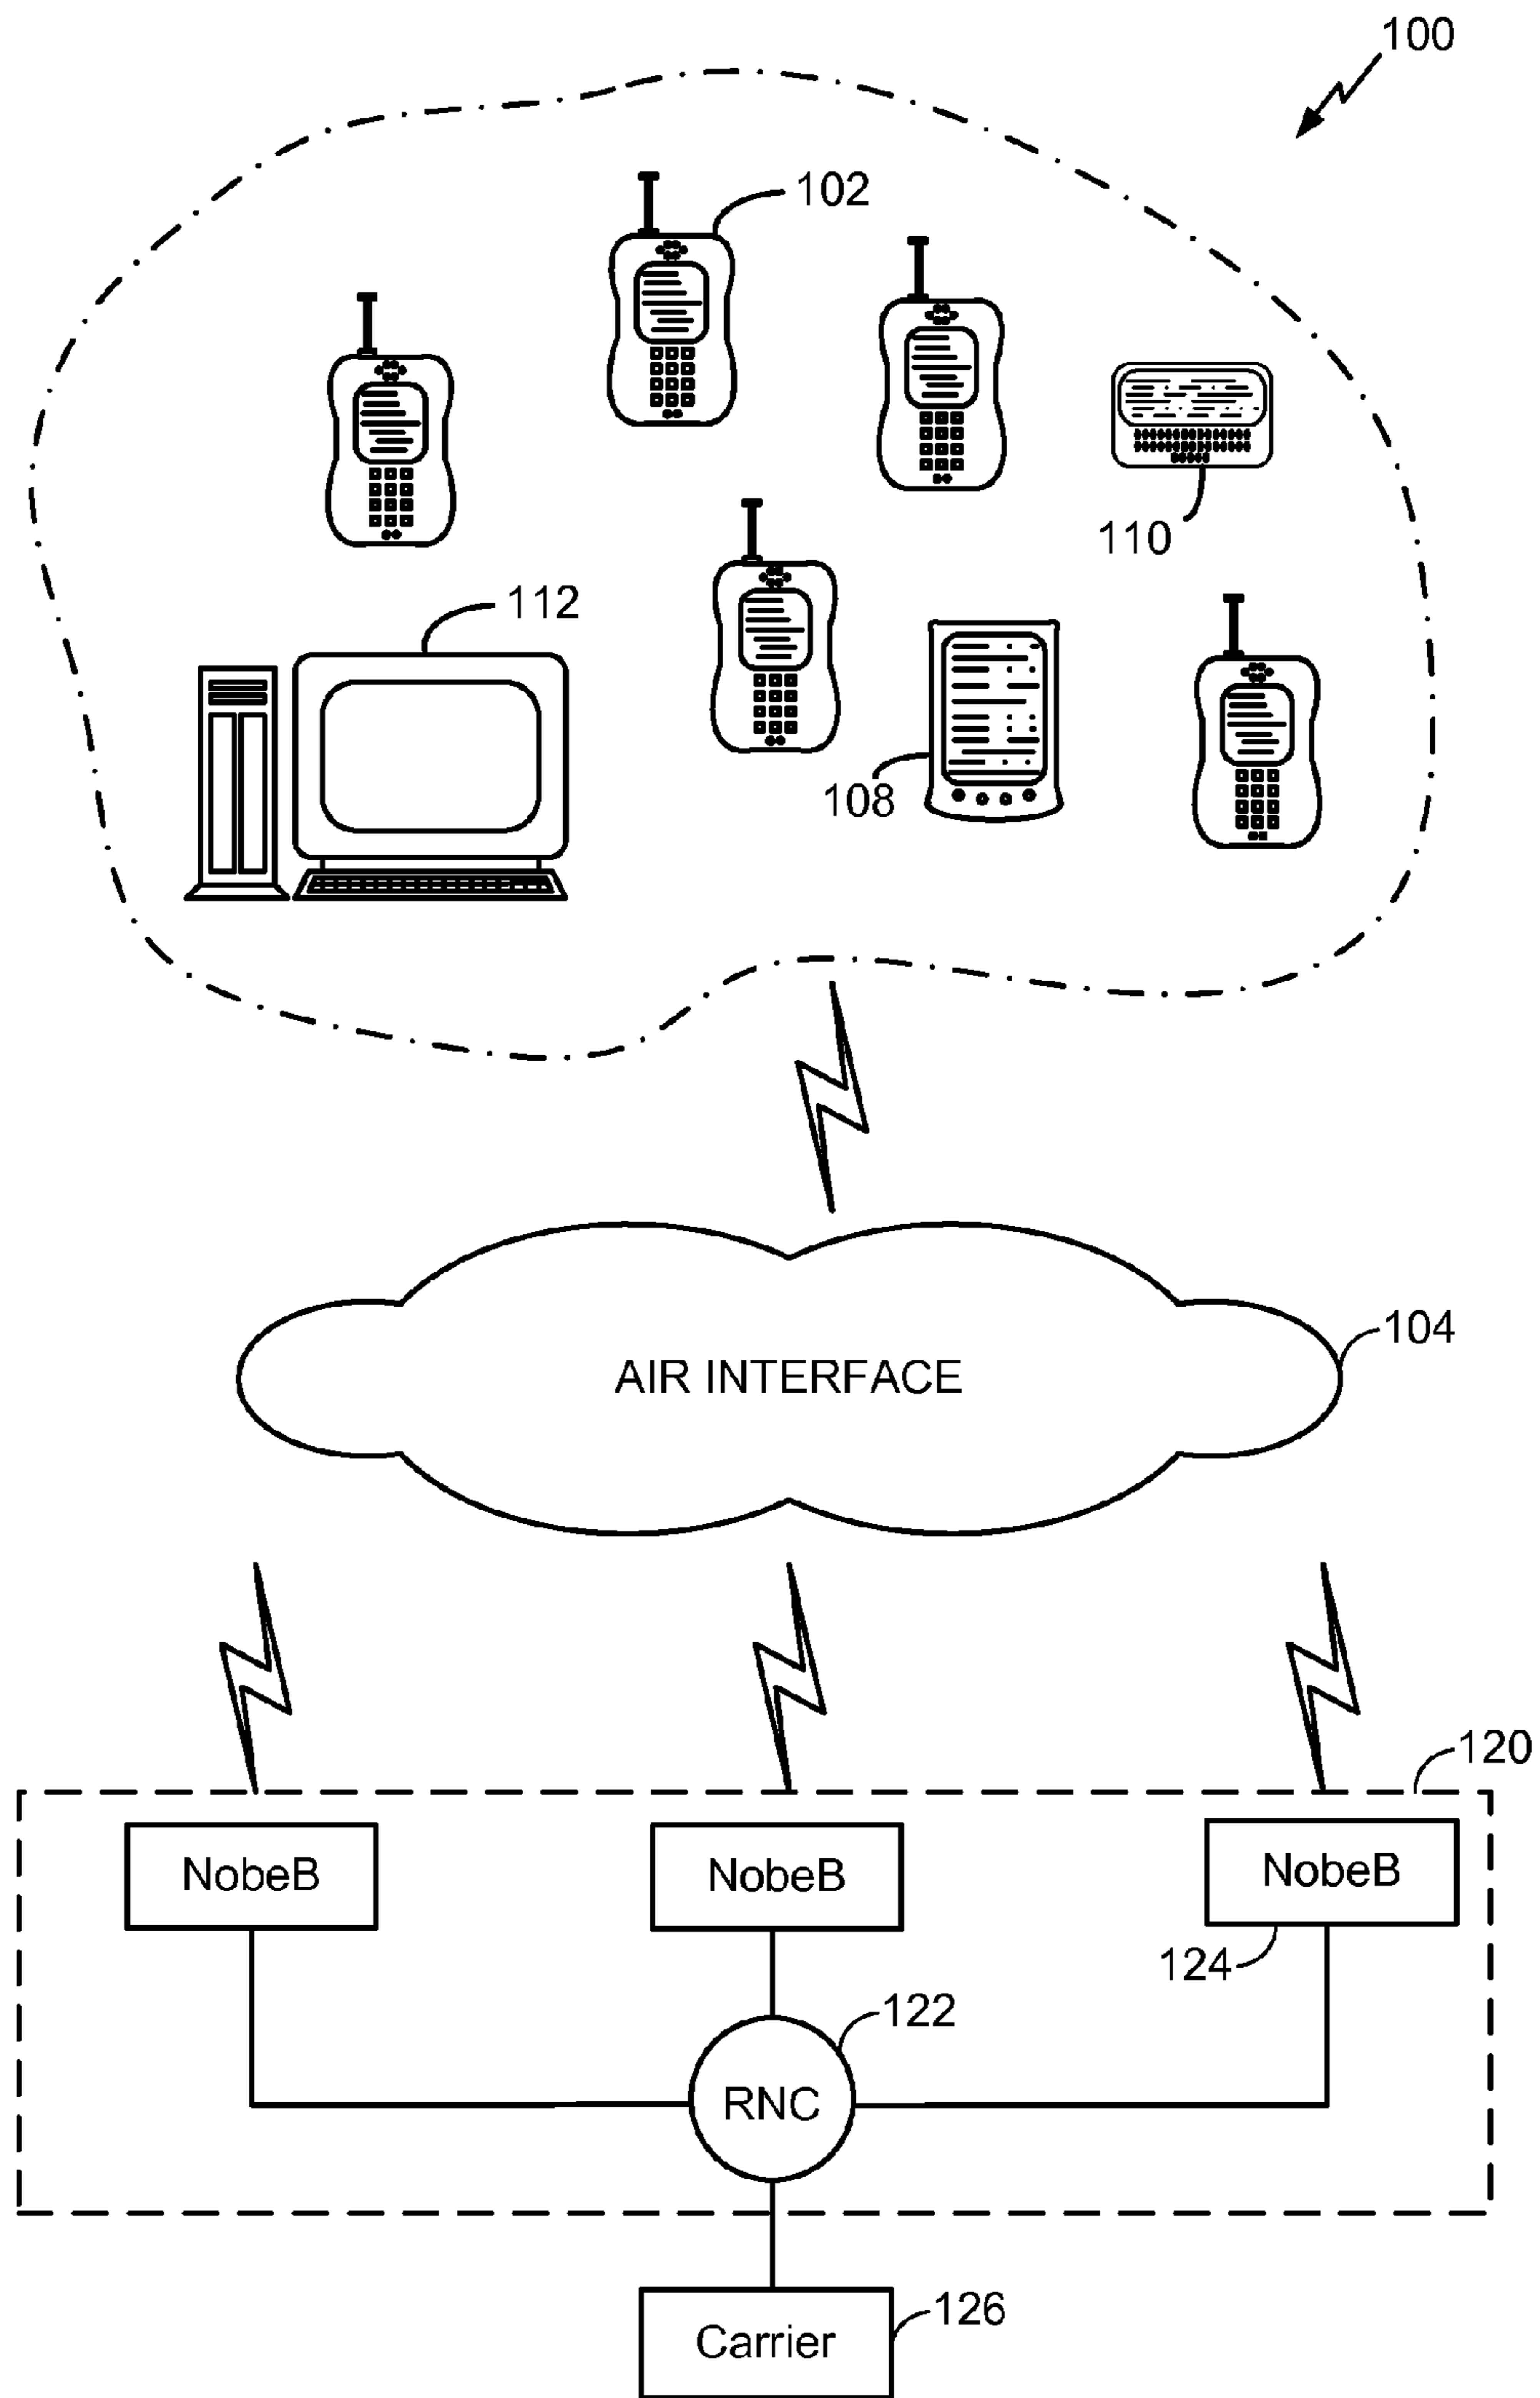 100
102
110
112
108
104
AIR INTERFACE
120
NobeB
NobeB
NobeB
124
122
RNC
126
Carrier